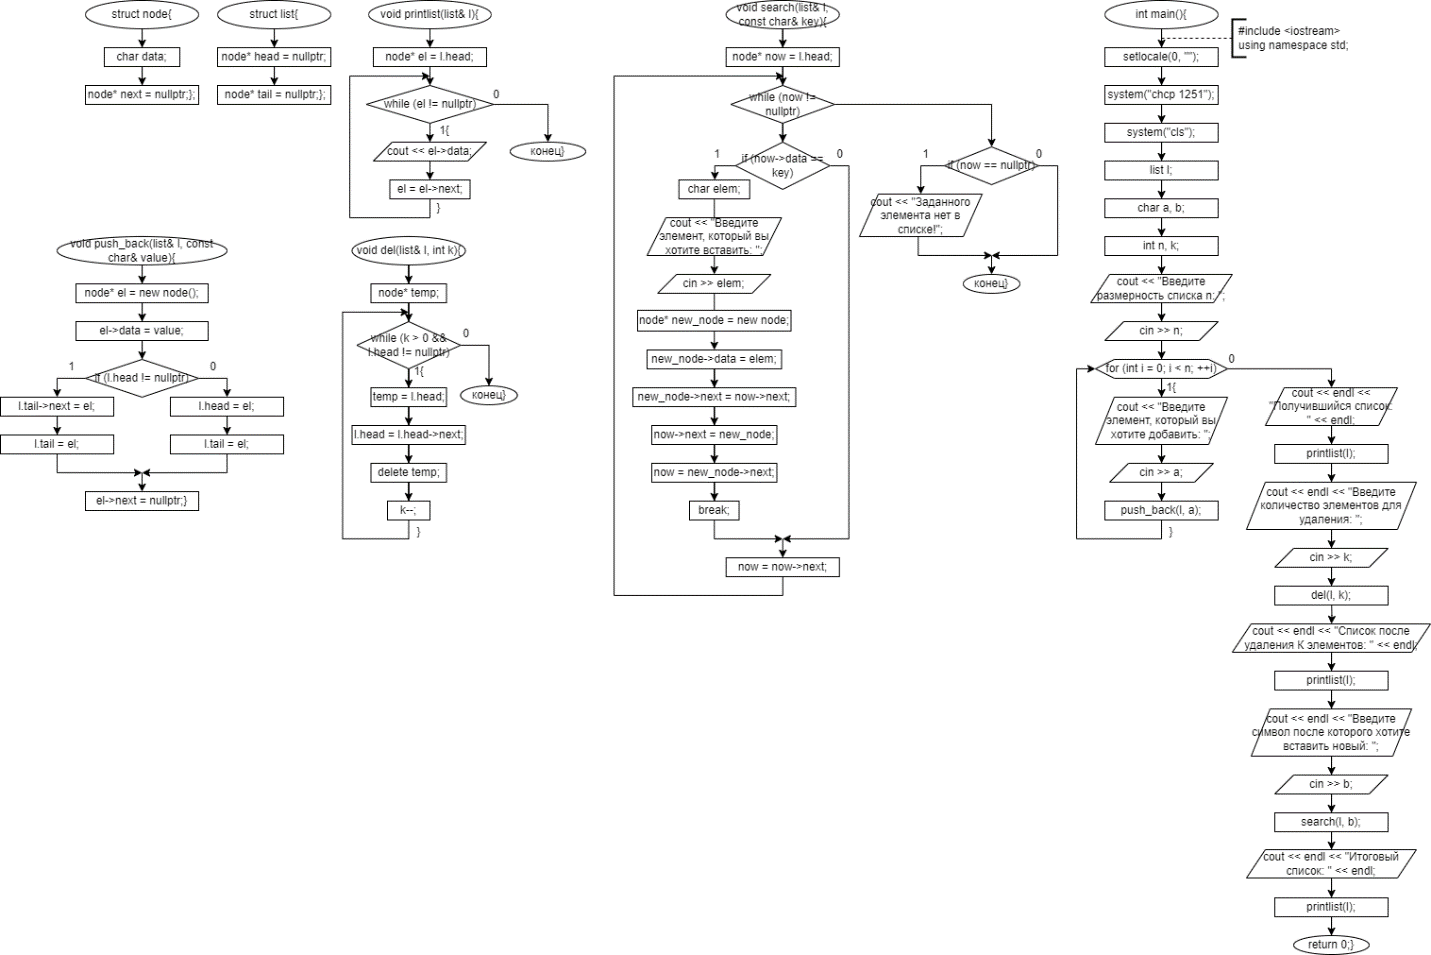 struct node{
char data;
node* next = nullptr;};
struct list{
node* head = nullptr;
node* tail = nullptr;};
void printlist(list& l){
node* el = l.head;
while (el != nullptr)
0
1{
cout << el->data;
конец}
el = el->next;
}
void push_back(list& l, const
char& value){
node* el = new node();
el->data = value;
if (l.head != nullptr)
1
0
l.tail->next = el;
l.head = el;
l.tail = el;
l.tail = el;
el->next = nullptr;}
void del(list& l, int k){
node* temp;
while (k > 0 &&
l.head != nullptr)
0
1{
конец}
temp = l.head;
l.head = l.head->next;
delete temp;
k--;
}
void search(list& l,
const char& key){
node* now = l.head;
while (now !=
nullptr)
if (now->data ==
key)
1
0
char elem;
cout << "Введите
элемент, который вы
хотите вставить: ";
cin >> elem;
node* new_node = new node;
new_node->data = elem;
new_node->next = now->next;
now->next = new_node;
now = new_node->next;
break;
now = now->next;
if (now == nullptr)
1
0
cout << "Заданного
элемента нет в
списке!";
конец}
int main(){
#include <iostream>
using namespace std;
setlocale(0, "");
system("chcp 1251");
system("cls");
list l;
char a, b;
int n, k;
cout << "Введите
размерность списка n: ";
cin >> n;
for (int i = 0; i < n; ++i)
0
1{
cout << "Введите
элемент, который вы
хотите добавить: ";
cin >> a;
push_back(l, a);
}
cout << endl <<
"Получившийся список:
" << endl;
printlist(l);
cout << endl << "Введите
количество элементов для
удаления: ";
cin >> k;
del(l, k);
cout << endl << "Список после
удаления К элементов: " << endl;
printlist(l);
cout << endl << "Введите
символ после которого хотите
вставить новый: ";
cin >> b;
search(l, b);
cout << endl << "Итоговый
список: " << endl;
printlist(l);
return 0;}